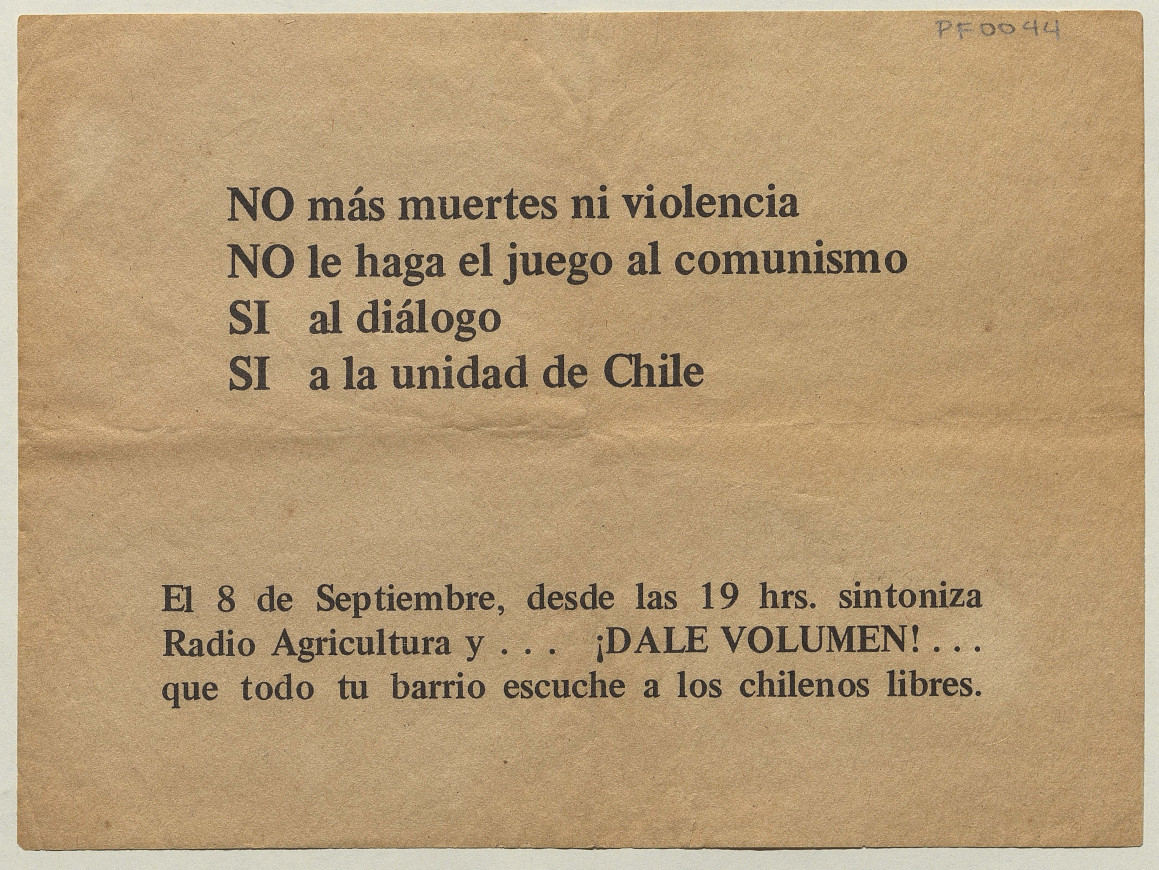 PF0044
NO más muertes ni violencia
NO le haga el juego al comunismo
SI al diálogo
SI a la unidad de Chile
El 8 de Septiembre, desde las 19 hrs. sintoniza
Radio Agricultura y . . . ¡DALE VOLUMEN! . . .
que todo tu barrio escuche a los chilenos libres.